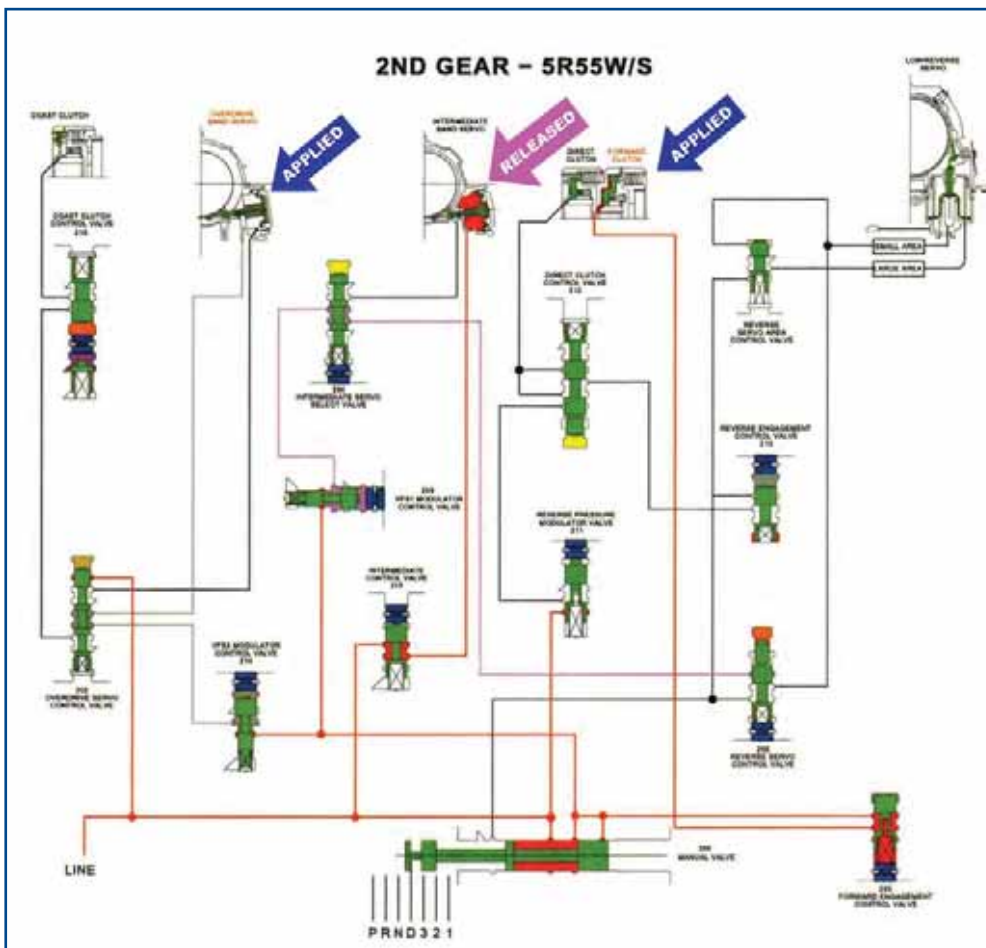 2ND GEAR – 5R55W/S
LOW/REVERSE
SERVO
COAST CLUTCH
OVERDRIVE
BAND SERVO
APPLIED
INTERMEDIATE
BAND SERVO
RELEASED
DIRECT
CLUTCH
FORWARD
CLUTCH
APPLIED
COAST CLUTCH
CONTROL VALVE
SMALL AREA
LARGE AREA
DIRECT CLUTCH
CONTROL VALVE
REVERSE
SERVO AREA
CONTROL VALVE
INTERMEDIATE SERVO
SELECT VALVE
REVERSE ENGAGEMENT
CONTROL VALVE
VFS1 MODULATOR
CONTROL VALVE
REVERSE PRESSURE
MODULATOR VALVE
211
INTERMEDIATE
CONTROL VALVE
VFS2 MODULATOR
CONTROL VALVE
OVERDRIVE SERVO
CONTROL VALVE
REVERSE SERVO
CONTROL VALVE
LINE
MANUAL VALVE
FORWARD ENGAGEMENT
CONTROL VALVE
P R N D 3 2 1